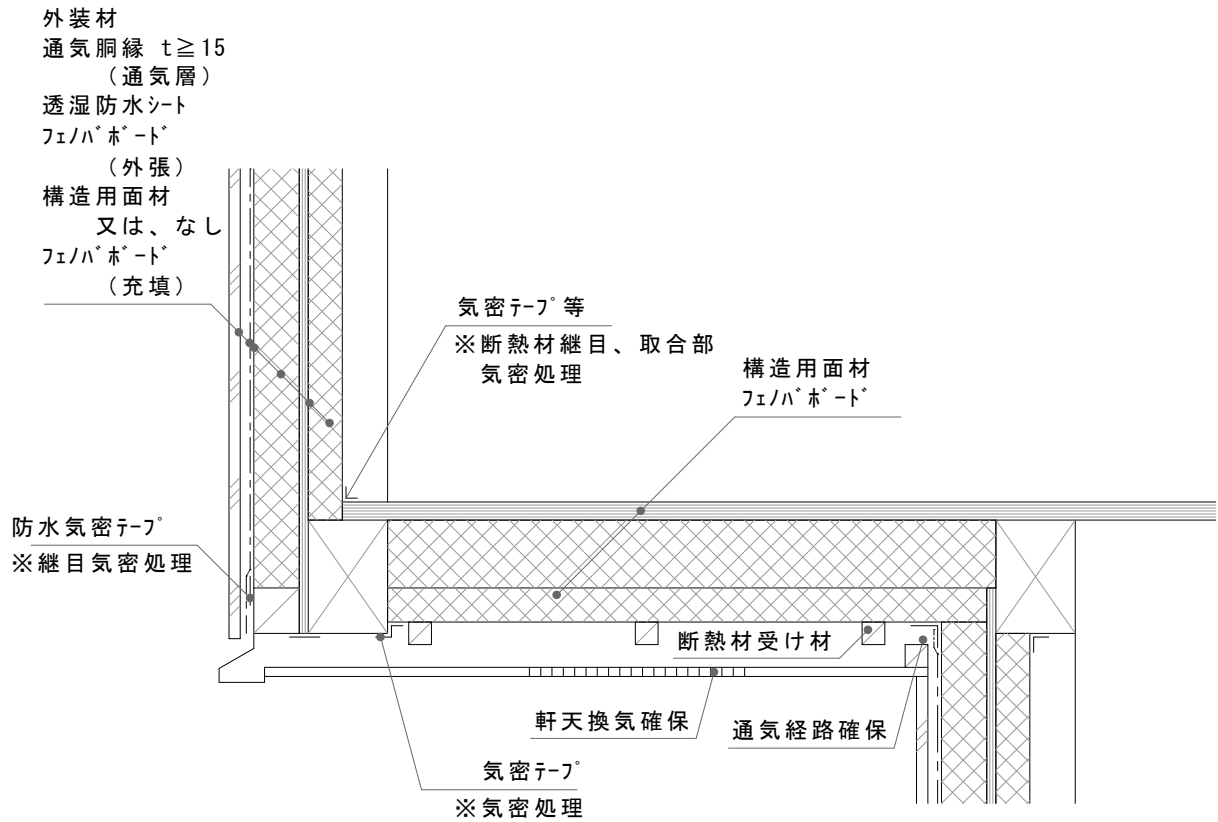 外装材
通気胴縁 t≧15
（通気層）
透湿防水ｼｰﾄ
ﾌｪﾉﾊﾞﾎﾞｰﾄﾞ
（外張）
構造用面材
又は、なし
ﾌｪﾉﾊﾞﾎﾞｰﾄﾞ
（充填）
気密ﾃｰﾌﾟ等
※断熱材継目、取合部
気密処理
構造用面材
ﾌｪﾉﾊﾞﾎﾞｰﾄﾞ
防水気密ﾃｰﾌﾟ
※継目気密処理
断熱材受け材
軒天換気確保
通気経路確保
気密ﾃｰﾌﾟ
※気密処理